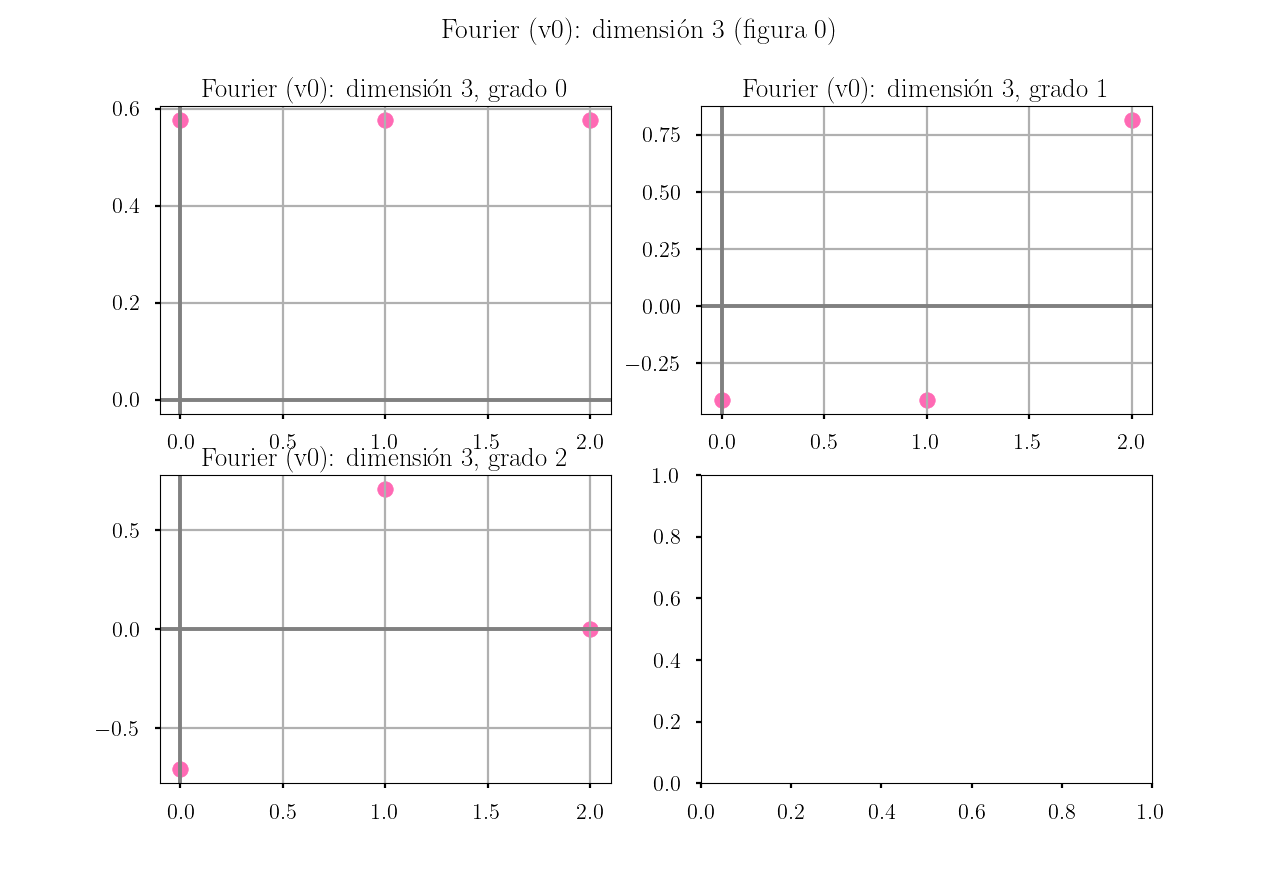 Fourier (v0): dimensión 3 (figura 0)
Fourier (v0): dimensión 3, grado 0
0.6
0.4
0.2
0.0
0.0 0.5 1.0 1.5 2.0
Fourier (v0): dimensión 3, grado 1
0.75
0.50
0.25
0.00
−0.25
0.0 0.5 1.0 1.5 2.0
Fourier (v0): dimensión 3, grado 2
0.5
0.0
−0.5
0.0 0.5 1.0 1.5 2.0
1.0
0.8
0.6
0.4
0.2
0.0
0.0 0.2 0.4 0.6 0.8 1.0